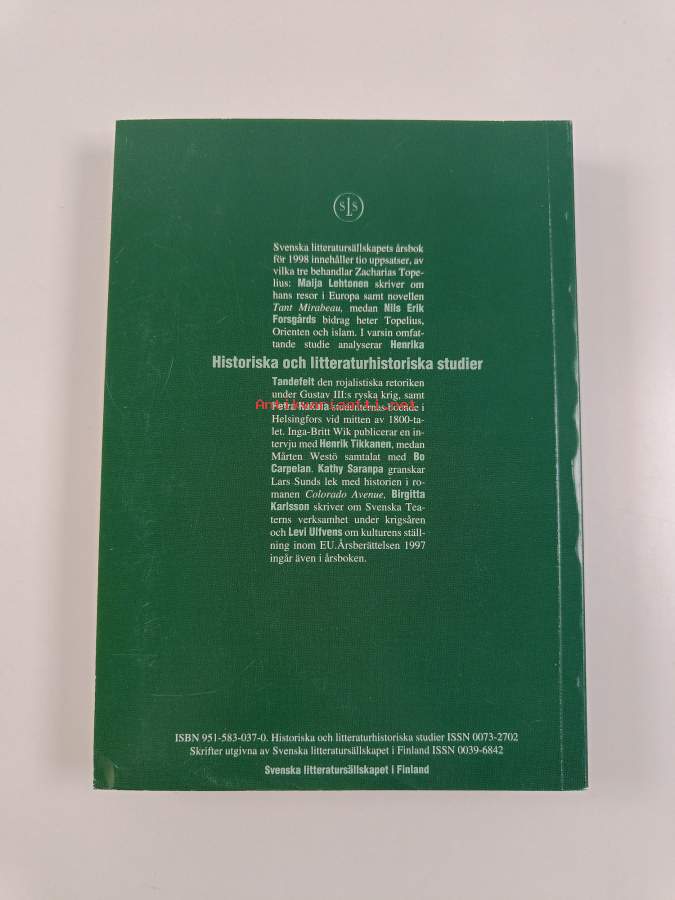 SLS
Svenska litteratursällskapets årsbok
för 1998 innehåller tio uppsatser, av
vilka tre behandlar Zacharias Tope-
lius: Maija Lehtonen skriver om
hans resor i Europa samt novellen
Tant Mirabeau, medan Nils Erik
Forsgårds bidrag heter Topelius,
Orienten och islam. I varsin omfat-
tande studie analyserar Henrika
Historiska och litteraturhistoriska studier
Tandefelt den rojalistiska retoriken
under Gustav III:s ryska krig, samt
studenternas boende i
Helsingfors vid mitten av 1800-ta-
let. Inga-Britt Wik publicerar en in-
tervju med Henrik Tikkanen, medan
Mårten Westö samtalat med Bo
Carpelan. Kathy Saranpa granskar
Lars Sunds lek med historien i ro-
manen Colorado Avenue, Birgitta
Karlsson skriver om Svenska Tea-
terns verksamhet under krigsåren
och Levi Ulfvens om kulturens ställ-
ning inom EU.Årsberättelsen 1997
ingår även i årsboken.
ISBN 951-583-037-0. Historiska och litteraturhistoriska studier ISSN 0073-2702
Skrifter utgivna av Svenska litteratursällskapet i Finland ISSN 0039-6842
Svenska litteratursällskapet i Finland